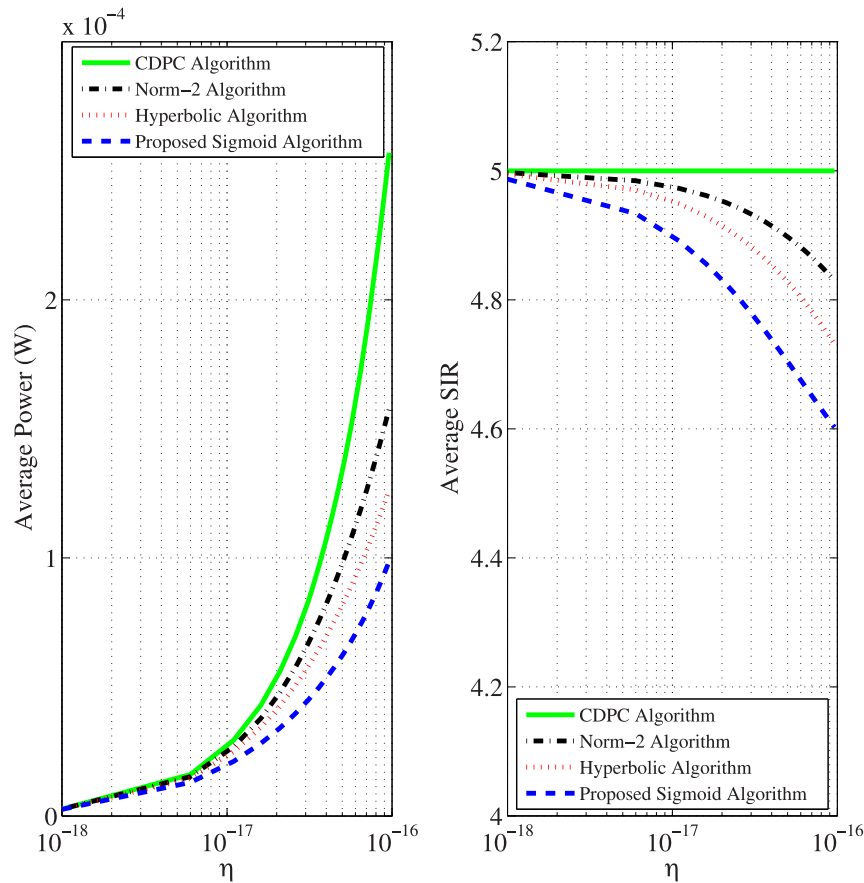 x 10⁻⁴
CDPC Algorithm
Norm−2 Algorithm
Hyperbolic Algorithm
Proposed Sigmoid Algorithm
2
1
0
Average Power (W)
10⁻¹⁸
10⁻¹⁷
10⁻¹⁶
η
5.2
5
4.8
4.6
4.4
4.2
4
Average SIR
CDPC Algorithm
Norm−2 Algorithm
Hyperbolic Algorithm
Proposed Sigmoid Algorithm
10⁻¹⁸
10⁻¹⁷
10⁻¹⁶
η